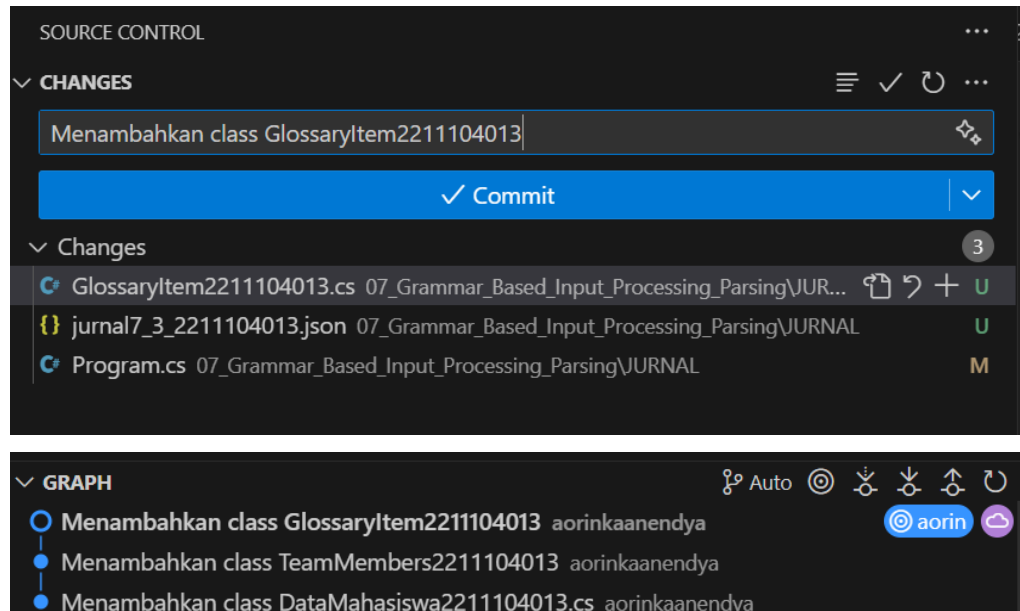 SOURCE CONTROL
CHANGES
Menambahkan class GlossaryItem2211104013
Commit
Changes 3
GlossaryItem2211104013.cs 07_Grammar_Based_Input_Processing_Parsing\JUR... U
{} jurnal7_3_2211104013.json 07_Grammar_Based_Input_Processing_Parsing\JURNAL U
C# Program.cs 07_Grammar_Based_Input_Processing_Parsing\JURNAL M
GRAPH Auto
Menambahkan class GlossaryItem2211104013 aorinkaanendya aorin
Menambahkan class TeamMembers2211104013 aorinkaanendya
Menambahkan class DataMahasiswa2211104013.cs aorinkaanendya